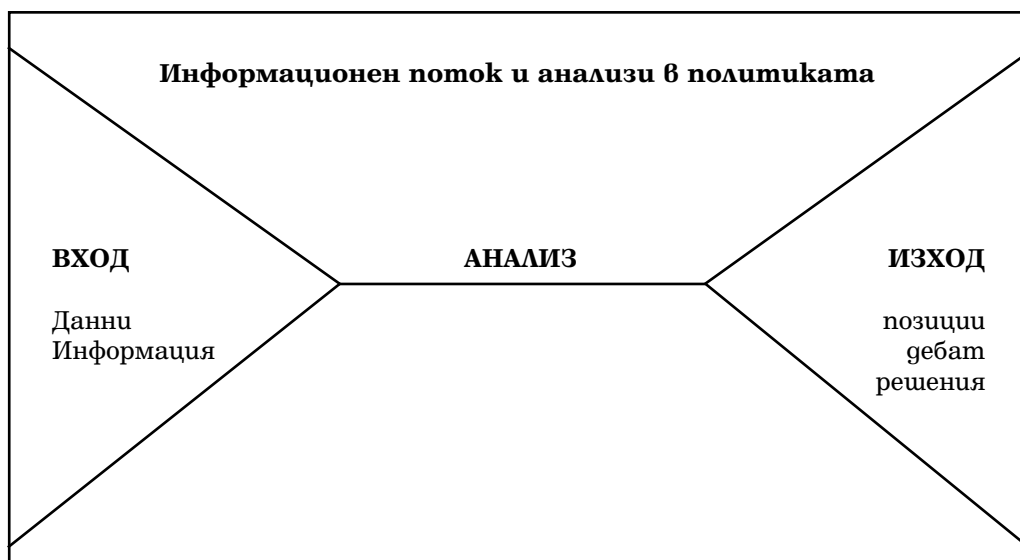 Информационен поток и анализи в политиката
ВХОД
АНАЛИЗ
ИЗХОД
Данни
Информация
позиции
дебат
решения